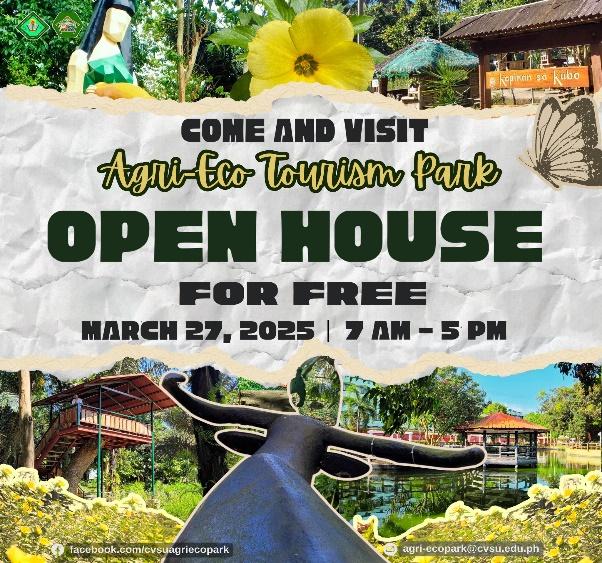 Kapihan sa Kubo
COME AND VISIT
Agri-Eco Tourism Park
OPEN HOUSE
FOR FREE
MARCH 27, 2025 | 7 AM – 5 PM
facebook.com/cvsuagriecopark
agri-ecopark@cvsu.edu.ph